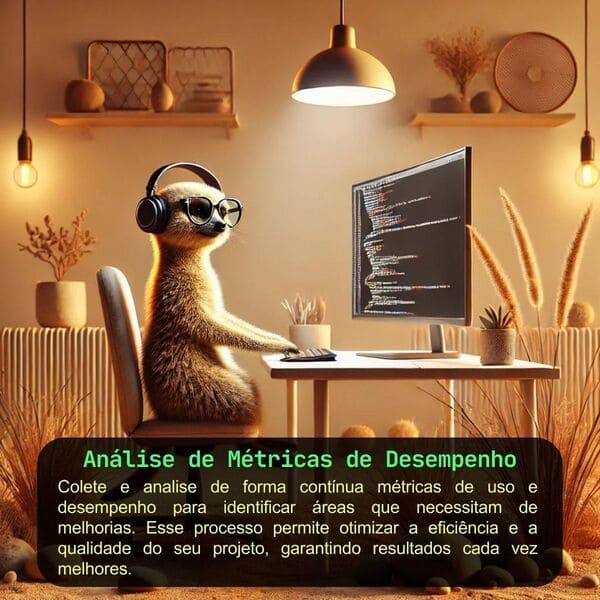 Análise de Métricas de Desempenho
Colete e analise de forma contínua métricas de uso e
desempenho para identificar áreas que necessitam de
melhorias. Esse processo permite otimizar a eficiência e a
qualidade do seu projeto, garantindo resultados cada vez
melhores.